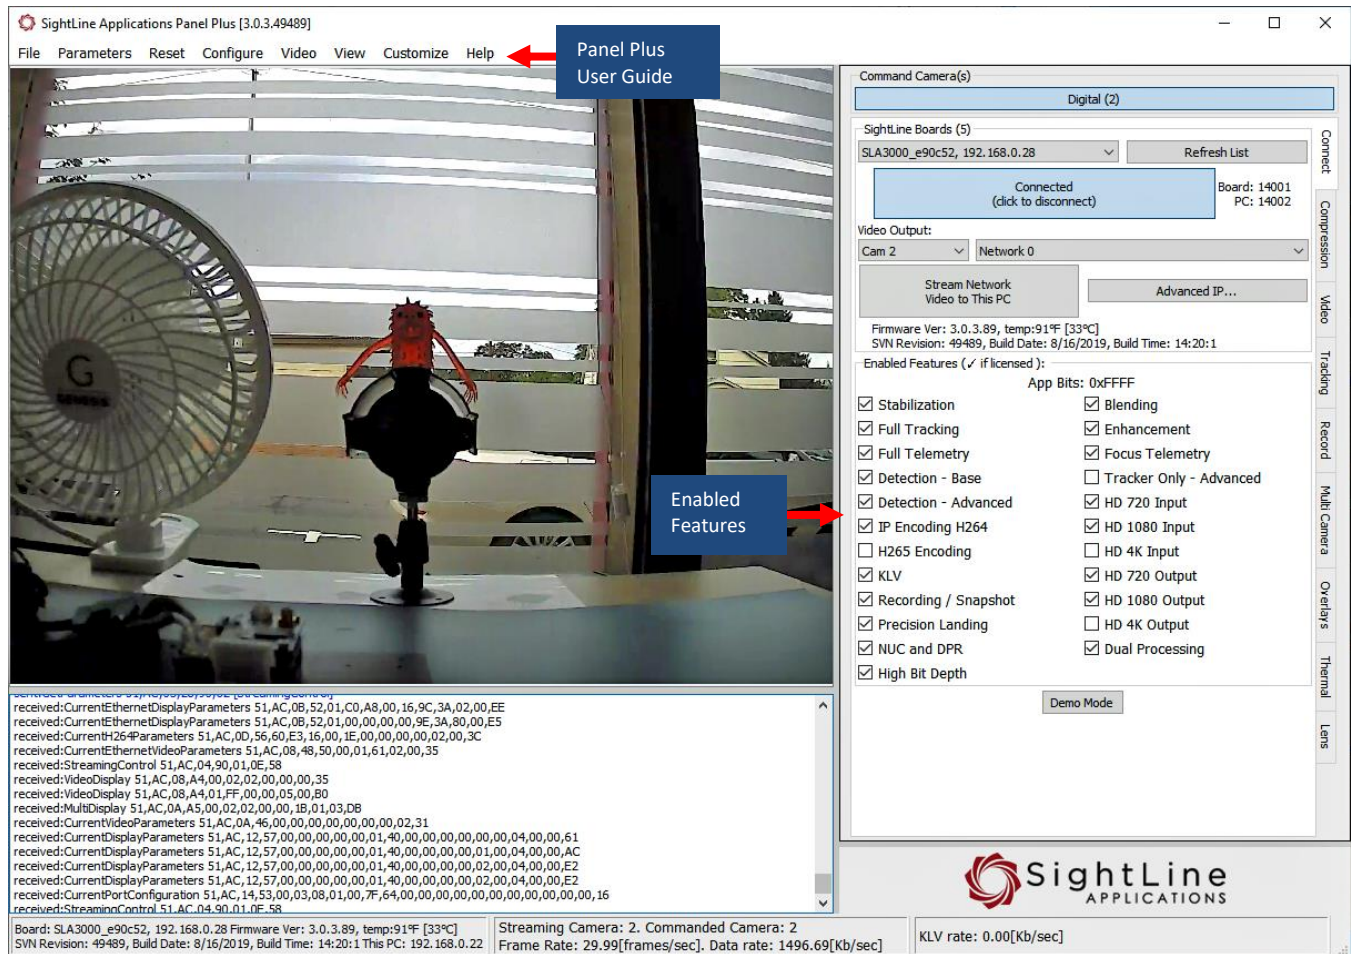 SightLine Applications Panel Plus [3.0.3.49489]
File Parameters Reset Configure Video View Customize Help
Panel Plus
User Guide
Command Camera(s)
Digital (2)
SightLine Boards (5)
SLA3000_e90c52, 192.168.0.28
Refresh List
Connected
(click to disconnect)
Board: 14001
PC: 14002
Video Output:
Cam 2
Network 0
Stream Network
Video to This PC
Advanced IP...
Firmware Ver: 3.0.3.89, temp:91°F [33°C]
SVN Revision: 49489, Build Date: 8/16/2019, Build Time: 14:20:1
Enabled Features (✓ if licensed ):
App Bits: 0xFFFF
Stabilization
Blending
Full Tracking
Enhancement
Full Telemetry
Focus Telemetry
Detection - Base
Tracker Only - Advanced
Detection - Advanced
HD 720 Input
IP Encoding H264
HD 1080 Input
H265 Encoding
HD 4K Input
KLV
HD 720 Output
Recording / Snapshot
HD 1080 Output
Precision Landing
HD 4K Output
NUC and DPR
Dual Processing
High Bit Depth
Demo Mode
Connect
Compression
Video
Tracking
Record
Multi Camera
Overlays
Thermal
Lens
Enabled
Features
G
received:CurrentEthernetDisplayParameters 51,AC,0B,52,01,C0,A8,00,16,9C,3A,02,00,EE
received:CurrentEthernetDisplayParameters 51,AC,0B,52,01,00,00,00,00,9E,3A,80,00,E5
received:CurrentH264Parameters 51,AC,0D,56,60,E3,16,00,1E,00,00,00,00,02,00,3C
received:CurrentEthernetVideoParameters 51,AC,08,48,50,00,01,61,02,00,35
received:StreamingControl 51,AC,04,90,01,0E,58
received:VideoDisplay 51,AC,08,A4,00,02,02,00,00,00,35
received:VideoDisplay 51,AC,08,A4,01,FF,00,00,05,00,B0
received:MultiDisplay 51,AC,0A,A5,00,02,02,00,00,1B,01,03,DB
received:CurrentVideoParameters 51,AC,0A,46,00,00,00,00,00,00,00,02,31
received:CurrentDisplayParameters 51,AC,12,57,00,00,00,00,00,01,40,00,00,00,00,00,00,04,00,00,61
received:CurrentDisplayParameters 51,AC,12,57,00,00,00,00,00,01,40,00,00,00,00,01,00,04,00,00,AC
received:CurrentDisplayParameters 51,AC,12,57,00,00,00,00,00,01,40,00,00,00,00,02,00,04,00,00,E2
received:CurrentDisplayParameters 51,AC,12,57,00,00,00,00,00,01,40,00,00,00,00,02,00,04,00,00,E2
received:CurrentPortConfiguration 51,AC,14,53,00,03,08,01,00,7F,64,00,00,00,00,00,00,00,00,00,00,00,16
received:StreamingControl 51,AC,04,90,01,0E,58
SightLine
APPLICATIONS
Board: SLA3000_e90c52, 192.168.0.28 Firmware Ver: 3.0.3.89, temp:91°F [33°C]
SVN Revision: 49489, Build Date: 8/16/2019, Build Time: 14:20:1 This PC: 192.168.0.22
Streaming Camera: 2. Commanded Camera: 2
Frame Rate: 29.99[frames/sec]. Data rate: 1496.69[Kb/sec]
KLV rate: 0.00[Kb/sec]